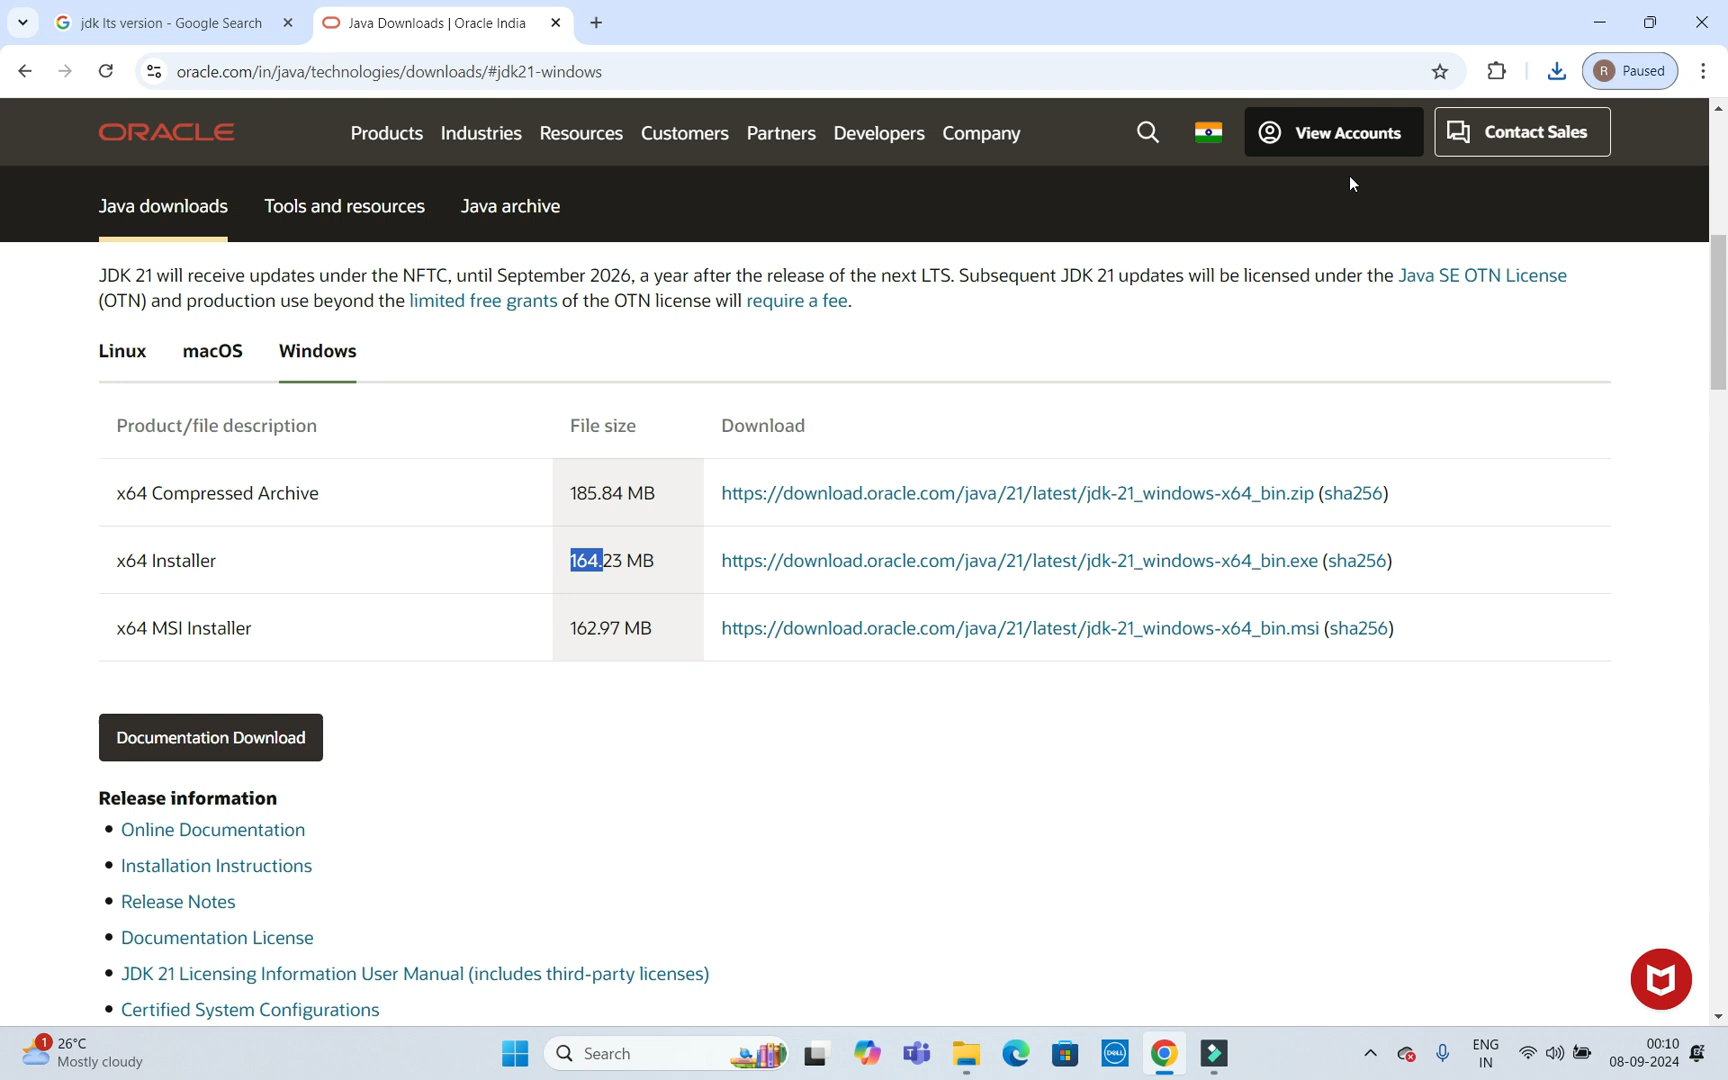 jdk lts version - Google Search
Java Downloads | Oracle India
oracle.com/in/java/technologies/downloads/#jdk21-windows
R Paused
ORACLE
Products Industries Resources Customers Partners Developers Company
View Accounts
Contact Sales
Java downloads Tools and resources Java archive
JDK 21 will receive updates under the NFTC, until September 2026, a year after the release of the next LTS. Subsequent JDK 21 updates will be licensed under the Java SE OTN License
(OTN) and production use beyond the limited free grants of the OTN license will require a fee.
Linux macOS Windows
Product/file description File size Download
x64 Compressed Archive 185.84 MB https://download.oracle.com/java/21/latest/jdk-21_windows-x64_bin.zip (sha256)
x64 Installer 164.23 MB https://download.oracle.com/java/21/latest/jdk-21_windows-x64_bin.exe (sha256)
x64 MSI Installer 162.97 MB https://download.oracle.com/java/21/latest/jdk-21_windows-x64_bin.msi (sha256)
Documentation Download
Release information
• Online Documentation
• Installation Instructions
• Release Notes
• Documentation License
• JDK 21 Licensing Information User Manual (includes third-party licenses)
• Certified System Configurations
1
26°C
Mostly cloudy
Search
DELL
ENG
IN
00:10
08-09-2024